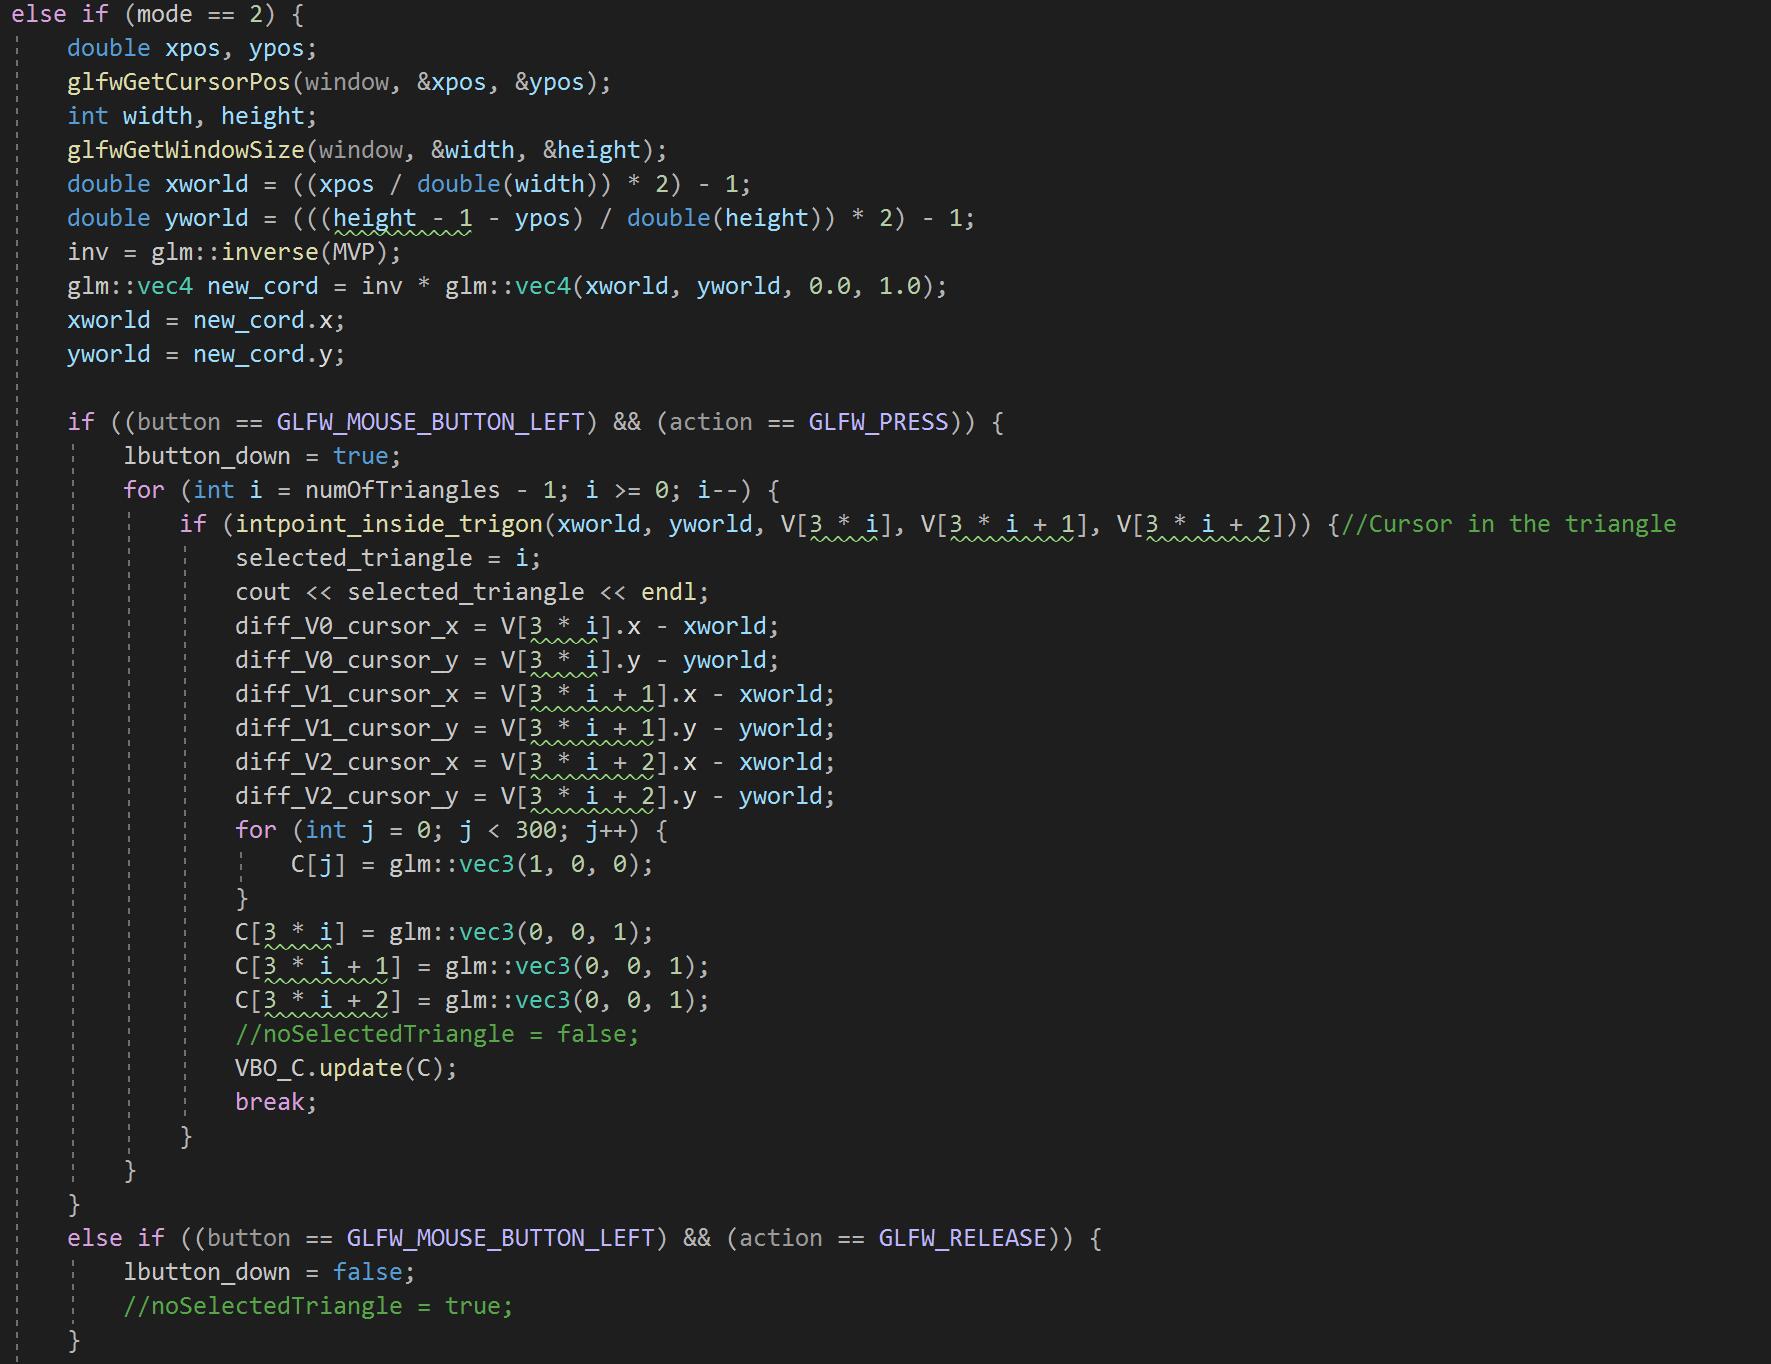 else if (mode == 2) {
    double xpos, ypos;
    glfwGetCursorPos(window, &xpos, &ypos);
    int width, height;
    glfwGetWindowSize(window, &width, &height);
    double xworld = ((xpos / double(width)) * 2) - 1;
    double yworld = (((height - 1 - ypos) / double(height)) * 2) - 1;
    inv = glm::inverse(MVP);
    glm::vec4 new_cord = inv * glm::vec4(xworld, yworld, 0.0, 1.0);
    xworld = new_cord.x;
    yworld = new_cord.y;

    if ((button == GLFW_MOUSE_BUTTON_LEFT) && (action == GLFW_PRESS)) {
        lbutton_down = true;
        for (int i = numOfTriangles - 1; i >= 0; i--) {
            if (intpoint_inside_trigon(xworld, yworld, V[3 * i], V[3 * i + 1], V[3 * i + 2])) {//Cursor in the triangle
                selected_triangle = i;
                cout << selected_triangle << endl;
                diff_V0_cursor_x = V[3 * i].x - xworld;
                diff_V0_cursor_y = V[3 * i].y - yworld;
                diff_V1_cursor_x = V[3 * i + 1].x - xworld;
                diff_V1_cursor_y = V[3 * i + 1].y - yworld;
                diff_V2_cursor_x = V[3 * i + 2].x - xworld;
                diff_V2_cursor_y = V[3 * i + 2].y - yworld;
                for (int j = 0; j < 300; j++) {
                    C[j] = glm::vec3(1, 0, 0);
                }
                C[3 * i] = glm::vec3(0, 0, 1);
                C[3 * i + 1] = glm::vec3(0, 0, 1);
                C[3 * i + 2] = glm::vec3(0, 0, 1);
                //noSelectedTriangle = false;
                VBO_C.update(C);
                break;
            }
        }
    }
    else if ((button == GLFW_MOUSE_BUTTON_LEFT) && (action == GLFW_RELEASE)) {
        lbutton_down = false;
        //noSelectedTriangle = true;
    }